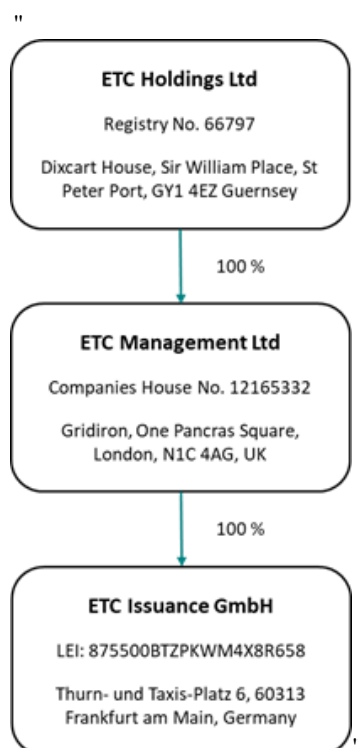 "
ETC Holdings Ltd
Registry No. 66797
Dixcart House, Sir William Place, St
Peter Port, GY1 4EZ Guernsey
100 %
ETC Management Ltd
Companies House No. 12165332
Gridiron, One Pancras Square,
London, N1C 4AG, UK
100 %
ETC Issuance GmbH
LEI: 875500BTZPKWM4X8R658
Thurn- und Taxis-Platz 6, 60313
Frankfurt am Main, Germany